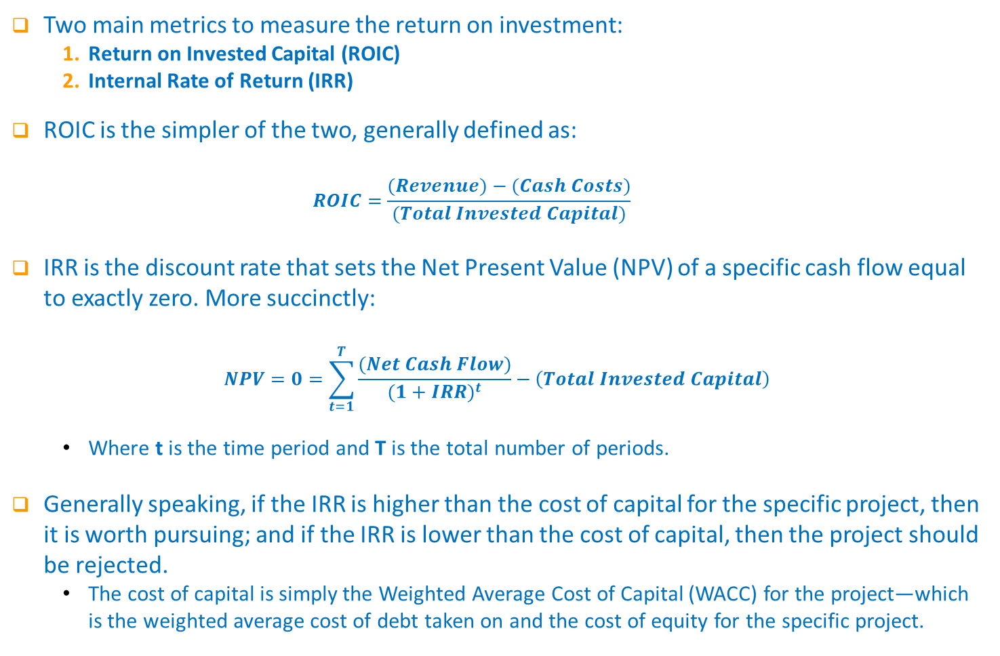 ❑ Two main metrics to measure the return on investment:
1. Return on Invested Capital (ROIC)
2. Internal Rate of Return (IRR)
❑ ROIC is the simpler of the two, generally defined as:
ROIC = (Revenue) − (Cash Costs) / (Total Invested Capital)
❑ IRR is the discount rate that sets the Net Present Value (NPV) of a specific cash flow equal
to exactly zero. More succinctly:
NPV = 0 = ∑_{t=1}^{T} (Net Cash Flow) / (1 + IRR)^t − (Total Invested Capital)
• Where t is the time period and T is the total number of periods.
❑ Generally speaking, if the IRR is higher than the cost of capital for the specific project, then
it is worth pursuing; and if the IRR is lower than the cost of capital, then the project should
be rejected.
• The cost of capital is simply the Weighted Average Cost of Capital (WACC) for the project—which
is the weighted average cost of debt taken on and the cost of equity for the specific project.